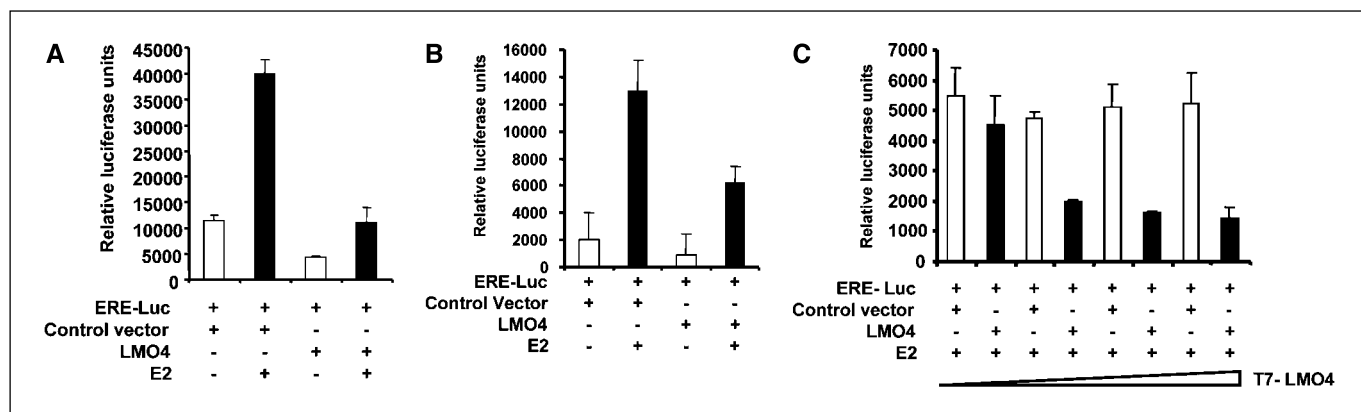 A
Relative luciferase units
45000
40000
35000
30000
25000
20000
15000
10000
5000
0
ERE-Luc + + + +
Control vector + + - -
LMO4 - - + +
E2 - + - +
B
Relative luciferase units
16000
14000
12000
10000
8000
6000
4000
2000
0
ERE-Luc + + + +
Control Vector + + - -
LMO4 - - + +
E2 - + - +
C
Relative luciferase units
7000
6000
5000
4000
3000
2000
1000
0
ERE- Luc + + + + + + + +
Control vector + - + - + - + -
LMO4 - + - + - + - +
E2 + + + + + + + +
T7- LMO4